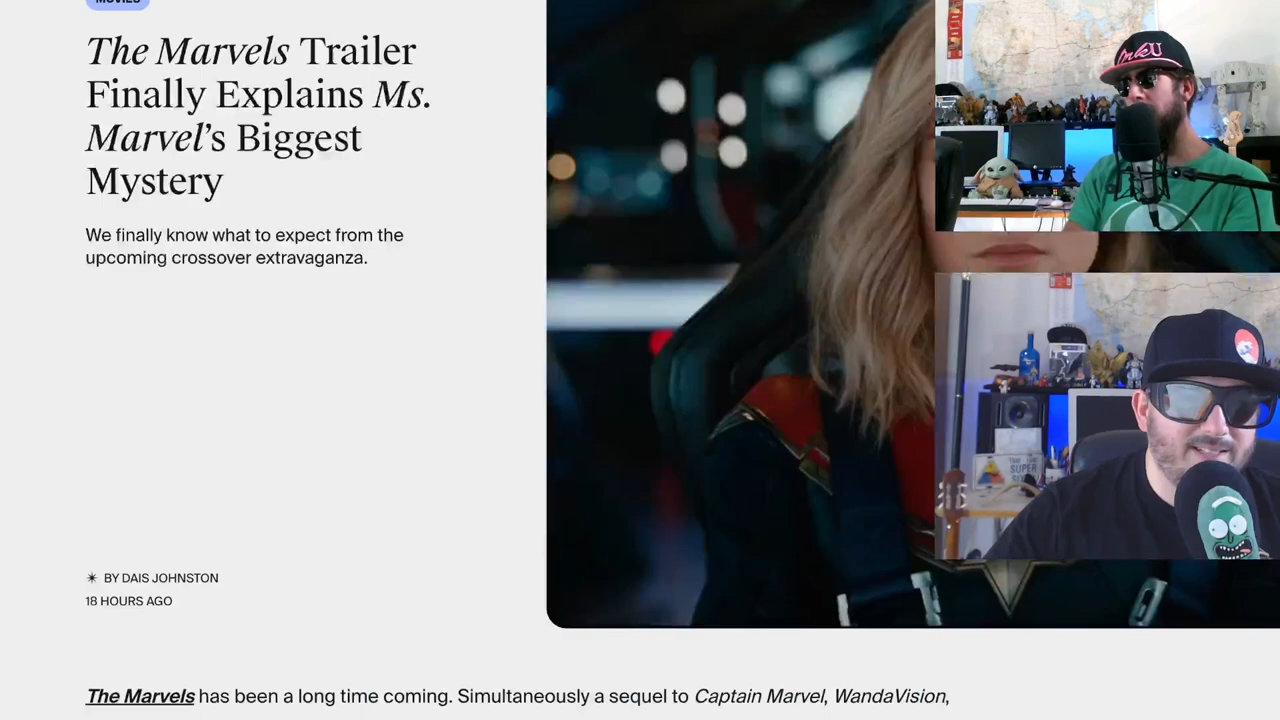 MOVIES
The Marvels Trailer
Finally Explains Ms.
Marvel's Biggest
Mystery
We finally know what to expect from the
upcoming crossover extravaganza.
BY DAIS JOHNSTON
18 HOURS AGO
The Marvels has been a long time coming. Simultaneously a sequel to Captain Marvel, WandaVision,
SUPER